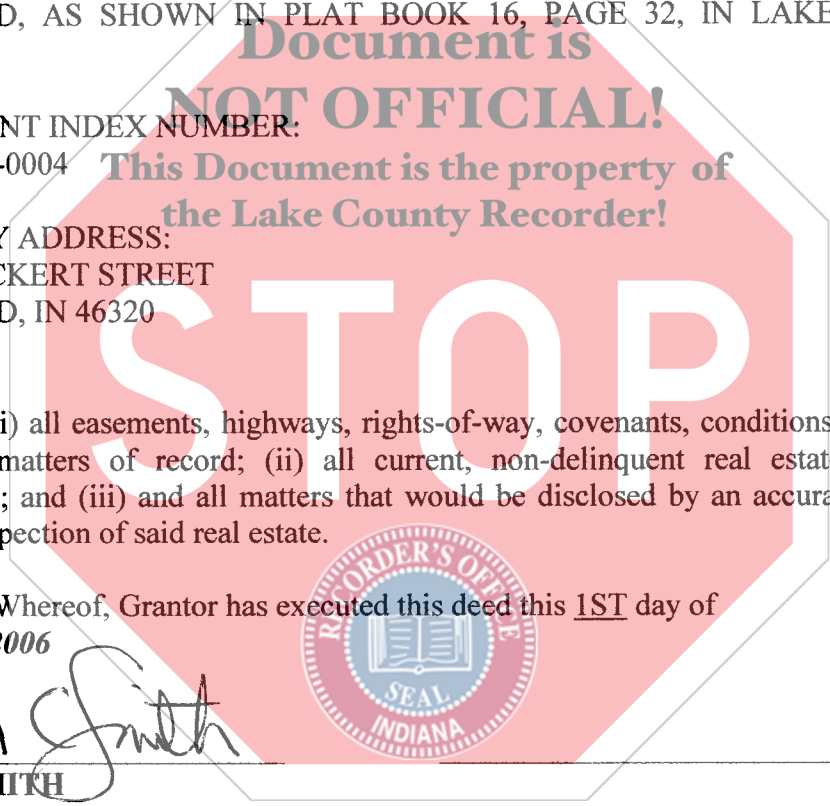 D, AS SHOWN IN PLAT BOOK 16, PAGE 32, IN LAKE
Document is
NOT OFFICIAL!
NT INDEX NUMBER:
-0004
This Document is the property of
the Lake County Recorder!
Y ADDRESS:
CKERT STREET
D, IN 46320
STOP
i) all easements, highways, rights-of-way, covenants, conditions
matters of record; (ii) all current, non-delinquent real estat
; and (iii) and all matters that would be disclosed by an accura
pection of said real estate.
Whereof, Grantor has executed this deed this 1ST day of
2006
RECORDER'S OFFICE
SEAL
INDIANA
Smith
MITH